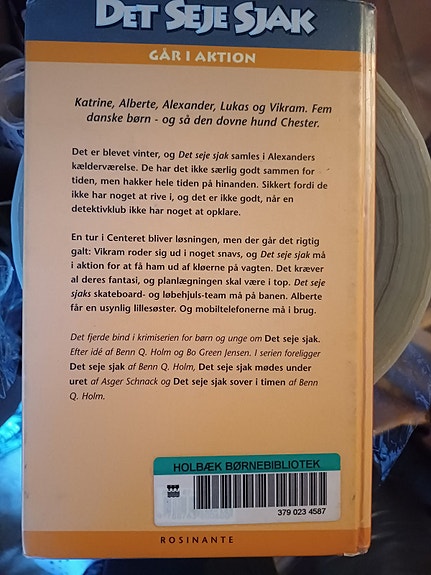 DET SEJE SJAK
GÅR I AKTION
Katrine, Alberte, Alexander, Lukas og Vikram. Fem
danske børn - og så den dovne hund Chester.
Det er blevet vinter, og Det seje sjak samles i Alexanders
kælderværelse. De har det ikke særlig godt sammen for
tiden, men hakker hele tiden på hinanden. Sikkert fordi de
ikke har noget at rive i, og det er ikke godt, når en
detektivklub ikke har noget at opklare.
En tur i Centeret bliver løsningen, men der går det rigtig
galt: Vikram roder sig ud i noget snavs, og Det seje sjak må
i aktion for at få ham ud af kløerne på vagten. Det kræver
al deres fantasi, og planlægningen skal være i top. Det seje
sjaks skateboard- og løbehjuls-team må på banen. Alberte
får en usynlig lillesøster. Og mobiltelefonerne må i brug.
Det fjerde bind i krimiserien for børn og unge om Det seje sjak.
Efter idé af Benn Q. Holm og Bo Green Jensen. I serien foreligger
Det seje sjak af Benn Q. Holm, Det seje sjak mødes under
uret af Asger Schnack og Det seje sjak sover i timen af Benn
Q. Holm.
HOLBÆK BØRNEBIBLIOTEK
379 023 4587
ROSINANTE